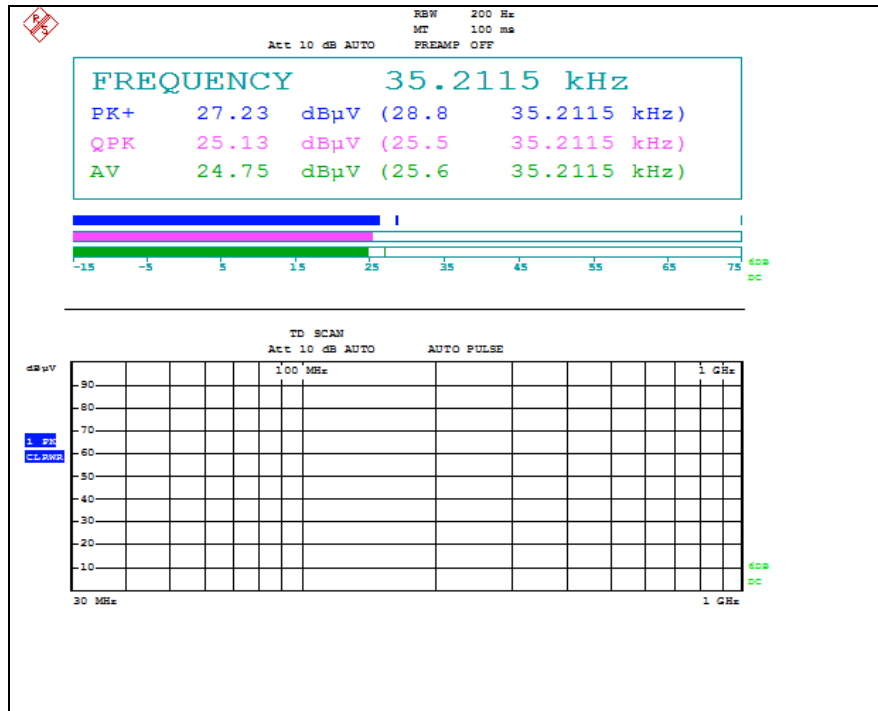 R S
RBW 200 Hz
MT 100 ms
Att 10 dB AUTO PREAMP OFF
FREQUENCY 35.2115 kHz
PK+ 27.23 dBµV (28.8 35.2115 kHz)
QPK 25.13 dBµV (25.5 35.2115 kHz)
AV 24.75 dBµV (25.6 35.2115 kHz)
-15 -5 5 15 25 35 45 55 65 75
6DB
DC
TD SCAN
Att 10 dB AUTO AUTO PULSE
dBµV
100 MHz 1 GHz
90
80
70
1 PK
60
CLRWR
50
40
30
20
10
6DB
DC
30 MHz 1 GHz